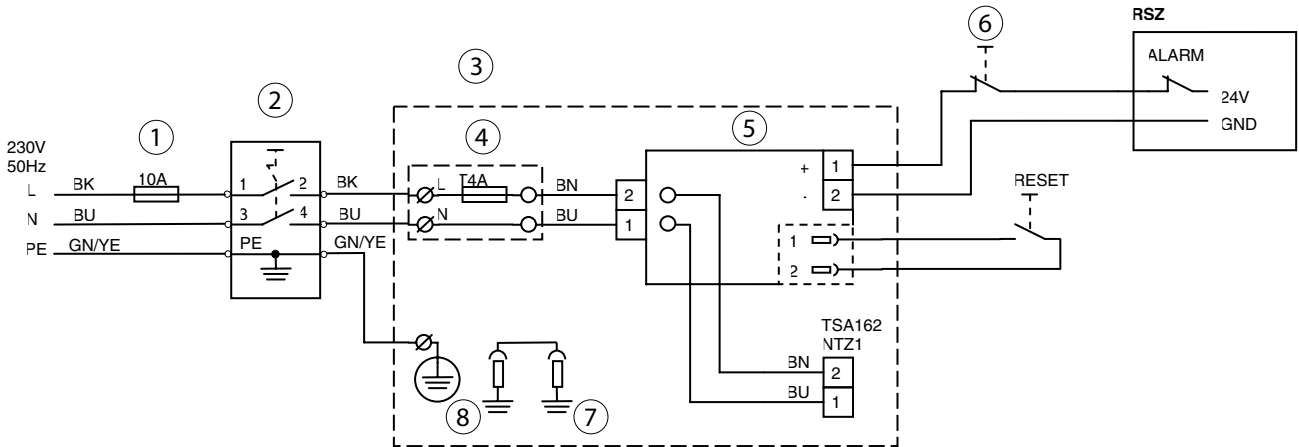 6
RSZ
ALARM
24V
GND
3
2
1
4
5
230V
50Hz
L BK 10A 1 2 BK L T4A BN 2 + 1
N BU 3 4 BU N BU 1 - 2
RESET
PE GN/YE PE GN/YE
1
2
TSA162
NTZ1
BN 2
BU 1
8 7